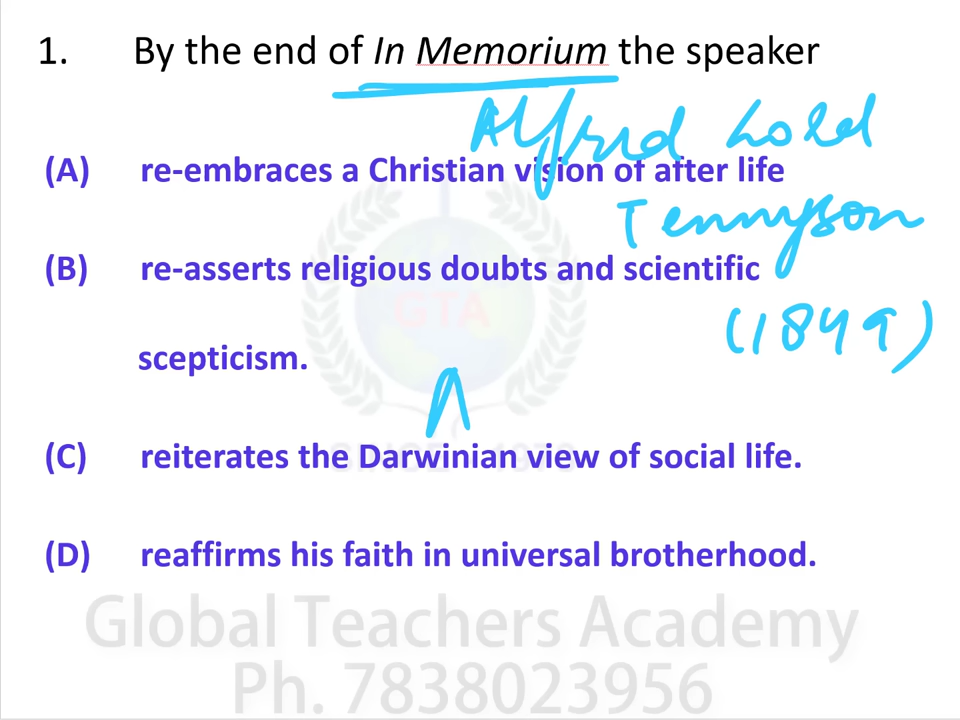 1. By the end of In Memorium the speaker
Alfred Lord
(A) re-embraces a Christian vision of after life
Tennyson
(B) re-asserts religious doubts and scientific
GTA
(1849)
scepticism.
(C) reiterates the Darwinian view of social life.
(D) reaffirms his faith in universal brotherhood.
Global Teachers Academy
Ph. 7838023956